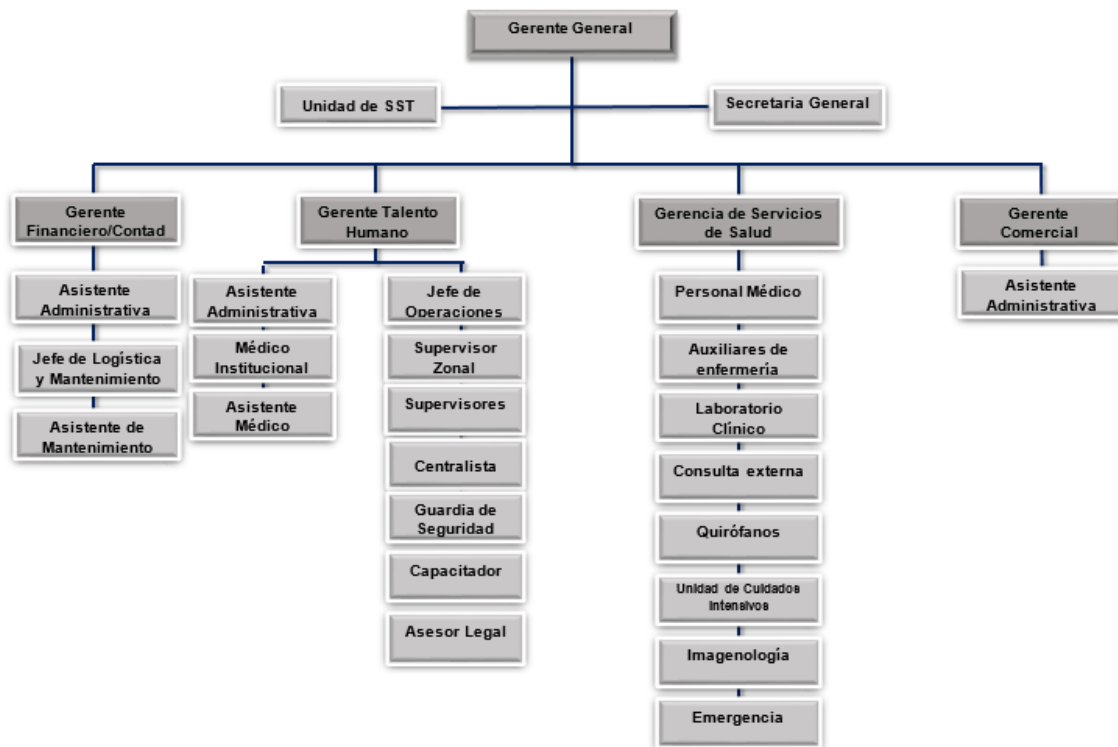 Gerente General
Unidad de SST
Secretaria General
Gerente
Financiero/Contad
Gerente Talento
Humano
Gerencia de Servicios
de Salud
Gerente
Comercial
Asistente
Administrativa
Jefe de Logística
y Mantenimiento
Asistente de
Mantenimiento
Asistente
Administrativa
Médico
Institucional
Asistente
Médico
Jefe de
Operaciones
Supervisor
Zonal
Supervisores
Centralista
Guardia de
Seguridad
Capacitador
Asesor Legal
Personal Médico
Auxiliares de
enfermería
Laboratorio
Clínico
Consulta externa
Quirófanos
Unidad de Cuidados
Intensivos
Imagenología
Emergencia
Asistente
Administrativa